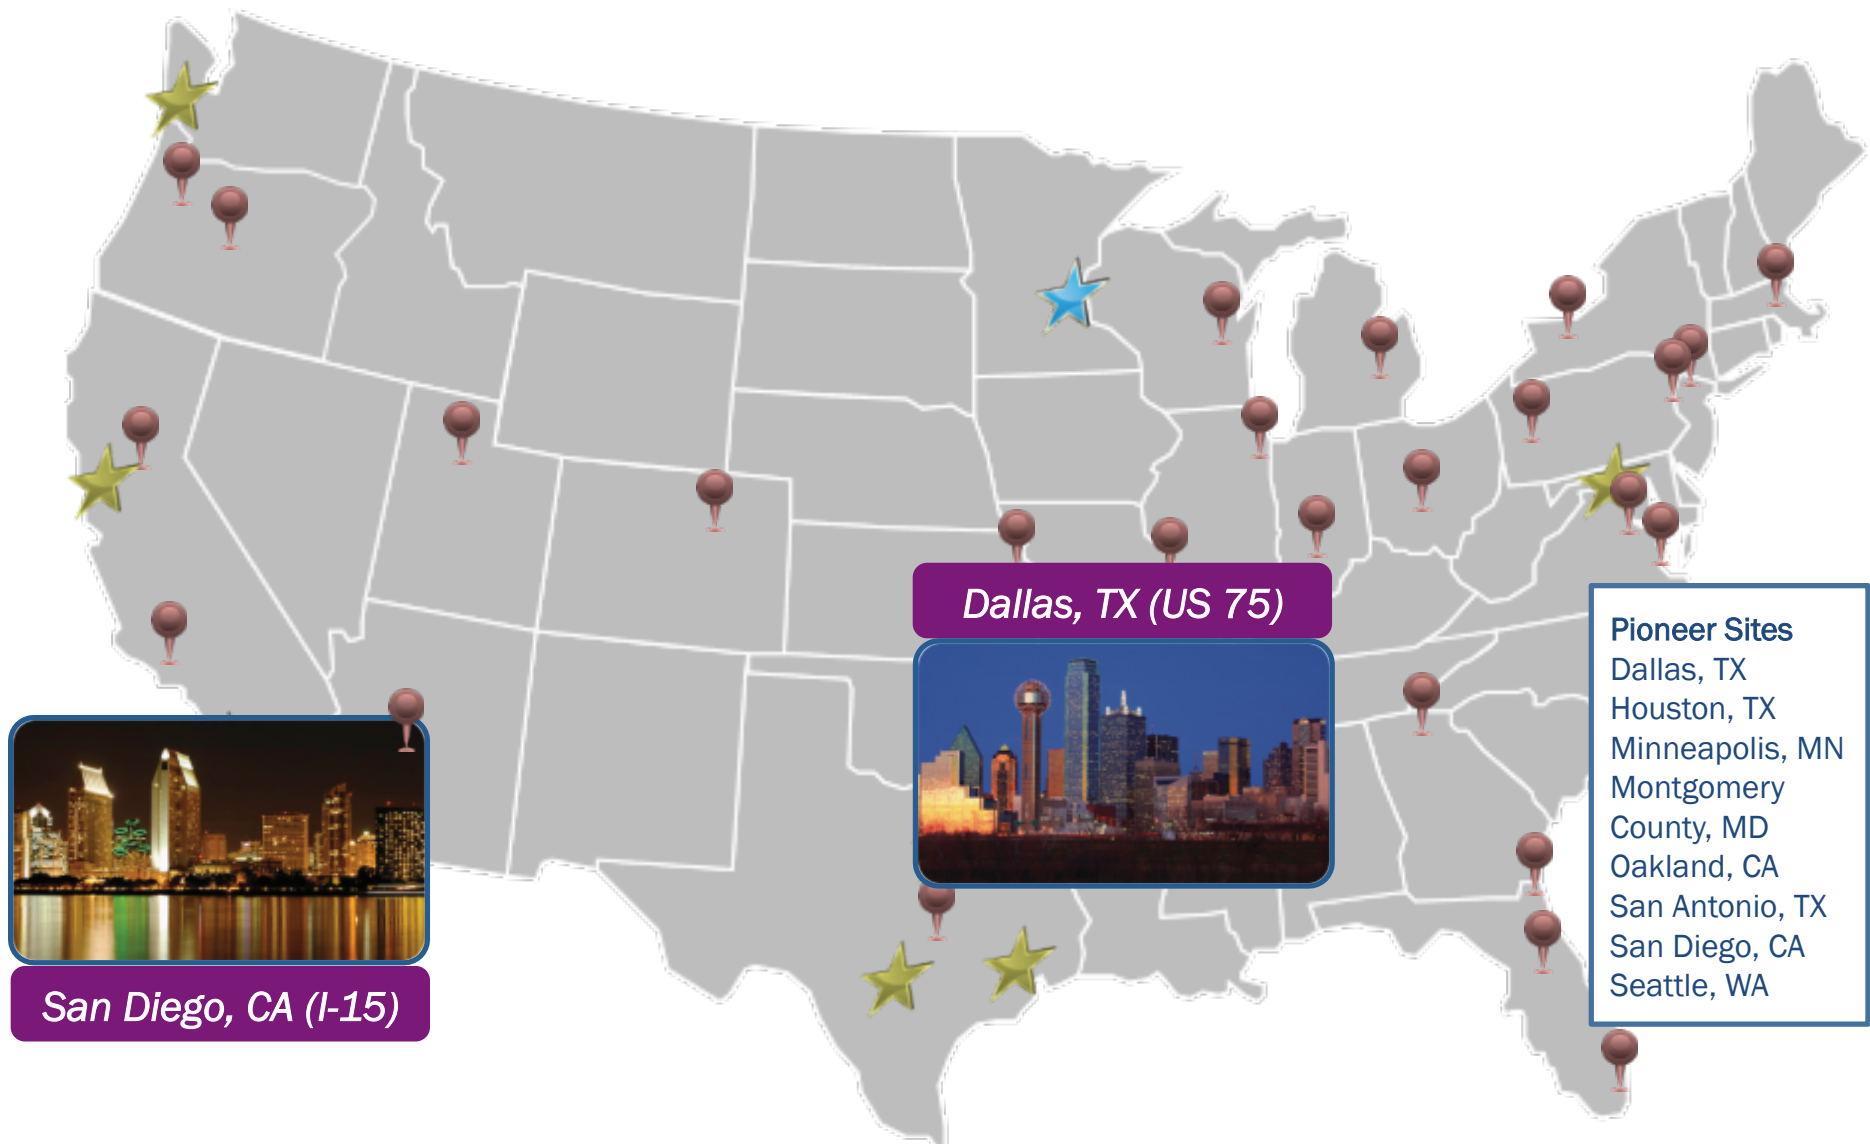 Dallas, TX (US 75)
San Diego, CA (I-15)
Pioneer Sites
Dallas, TX
Houston, TX
Minneapolis, MN
Montgomery
County, MD
Oakland, CA
San Antonio, TX
San Diego, CA
Seattle, WA